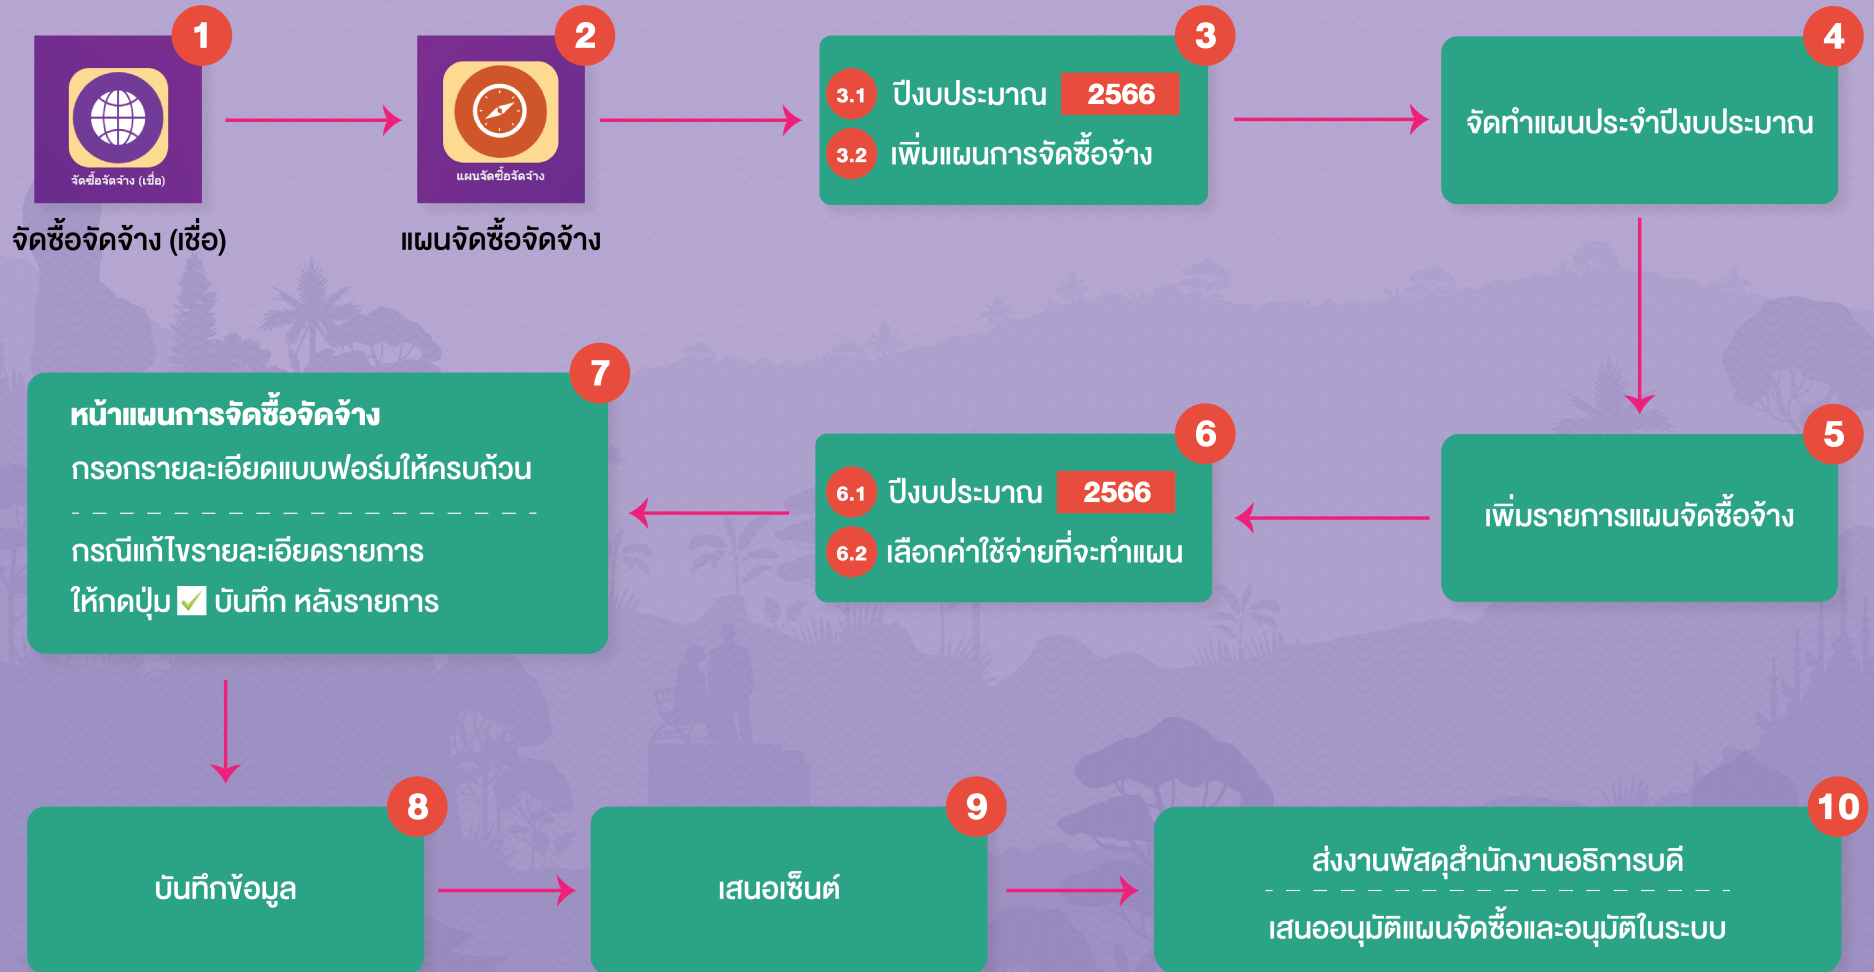 1
จัดซื้อจัดจ้าง (เชื่อ)
จัดซื้อจัดจ้าง (เชื่อ)
2
แผนจัดซื้อจัดจ้าง
แผนจัดซื้อจัดจ้าง
3
3.1 ปีงบประมาณ 2566
3.2 เพิ่มแผนการจัดซื้อจ้าง
4
จัดทำแผนประจำปีงบประมาณ
5
เพิ่มรายการแผนจัดซื้อจ้าง
6
6.1 ปีงบประมาณ 2566
6.2 เลือกค่าใช้จ่ายที่จะทำแผน
7
หน้าแผนการจัดซื้อจัดจ้าง
กรอกรายละเอียดแบบฟอร์มให้ครบถ้วน
กรณีแก้ไขรายละเอียดรายการ
ให้กดปุ่ม ✅ บันทึก หลังรายการ
8
บันทึกข้อมูล
9
เสนอเซ็นต์
10
ส่งงานพัสดุสำนักงานอธิการบดี
เสนออนุมัติแผนจัดซื้อและอนุมัติในระบบ